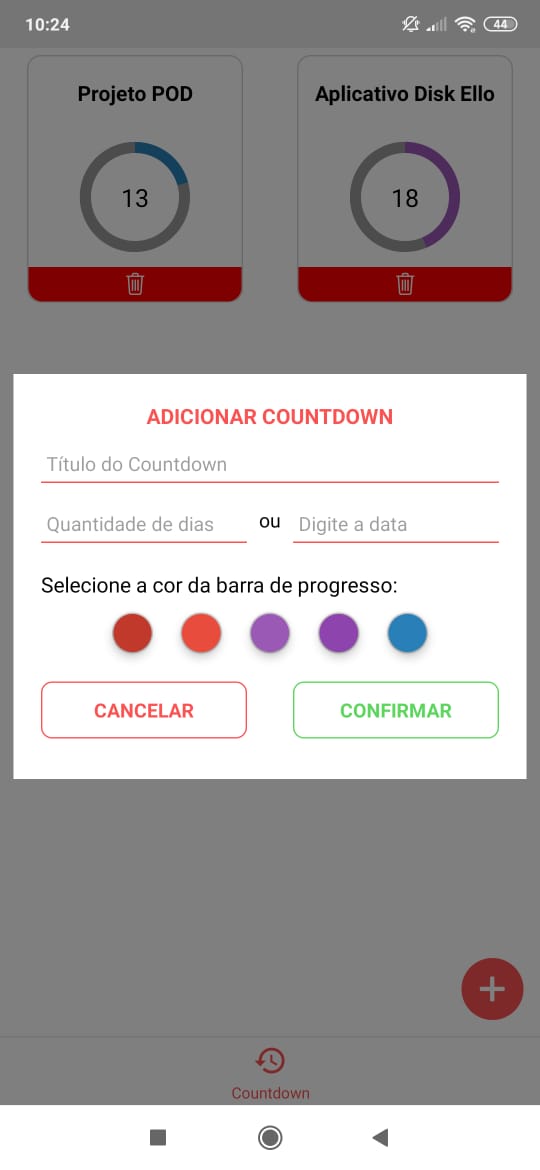 10:24
44
Projeto POD
Aplicativo Disk Ello
13
18
ADICIONAR COUNTDOWN
Título do Countdown
Quantidade de dias ou Digite a data
Selecione a cor da barra de progresso:
CANCELAR
CONFIRMAR
Countdown